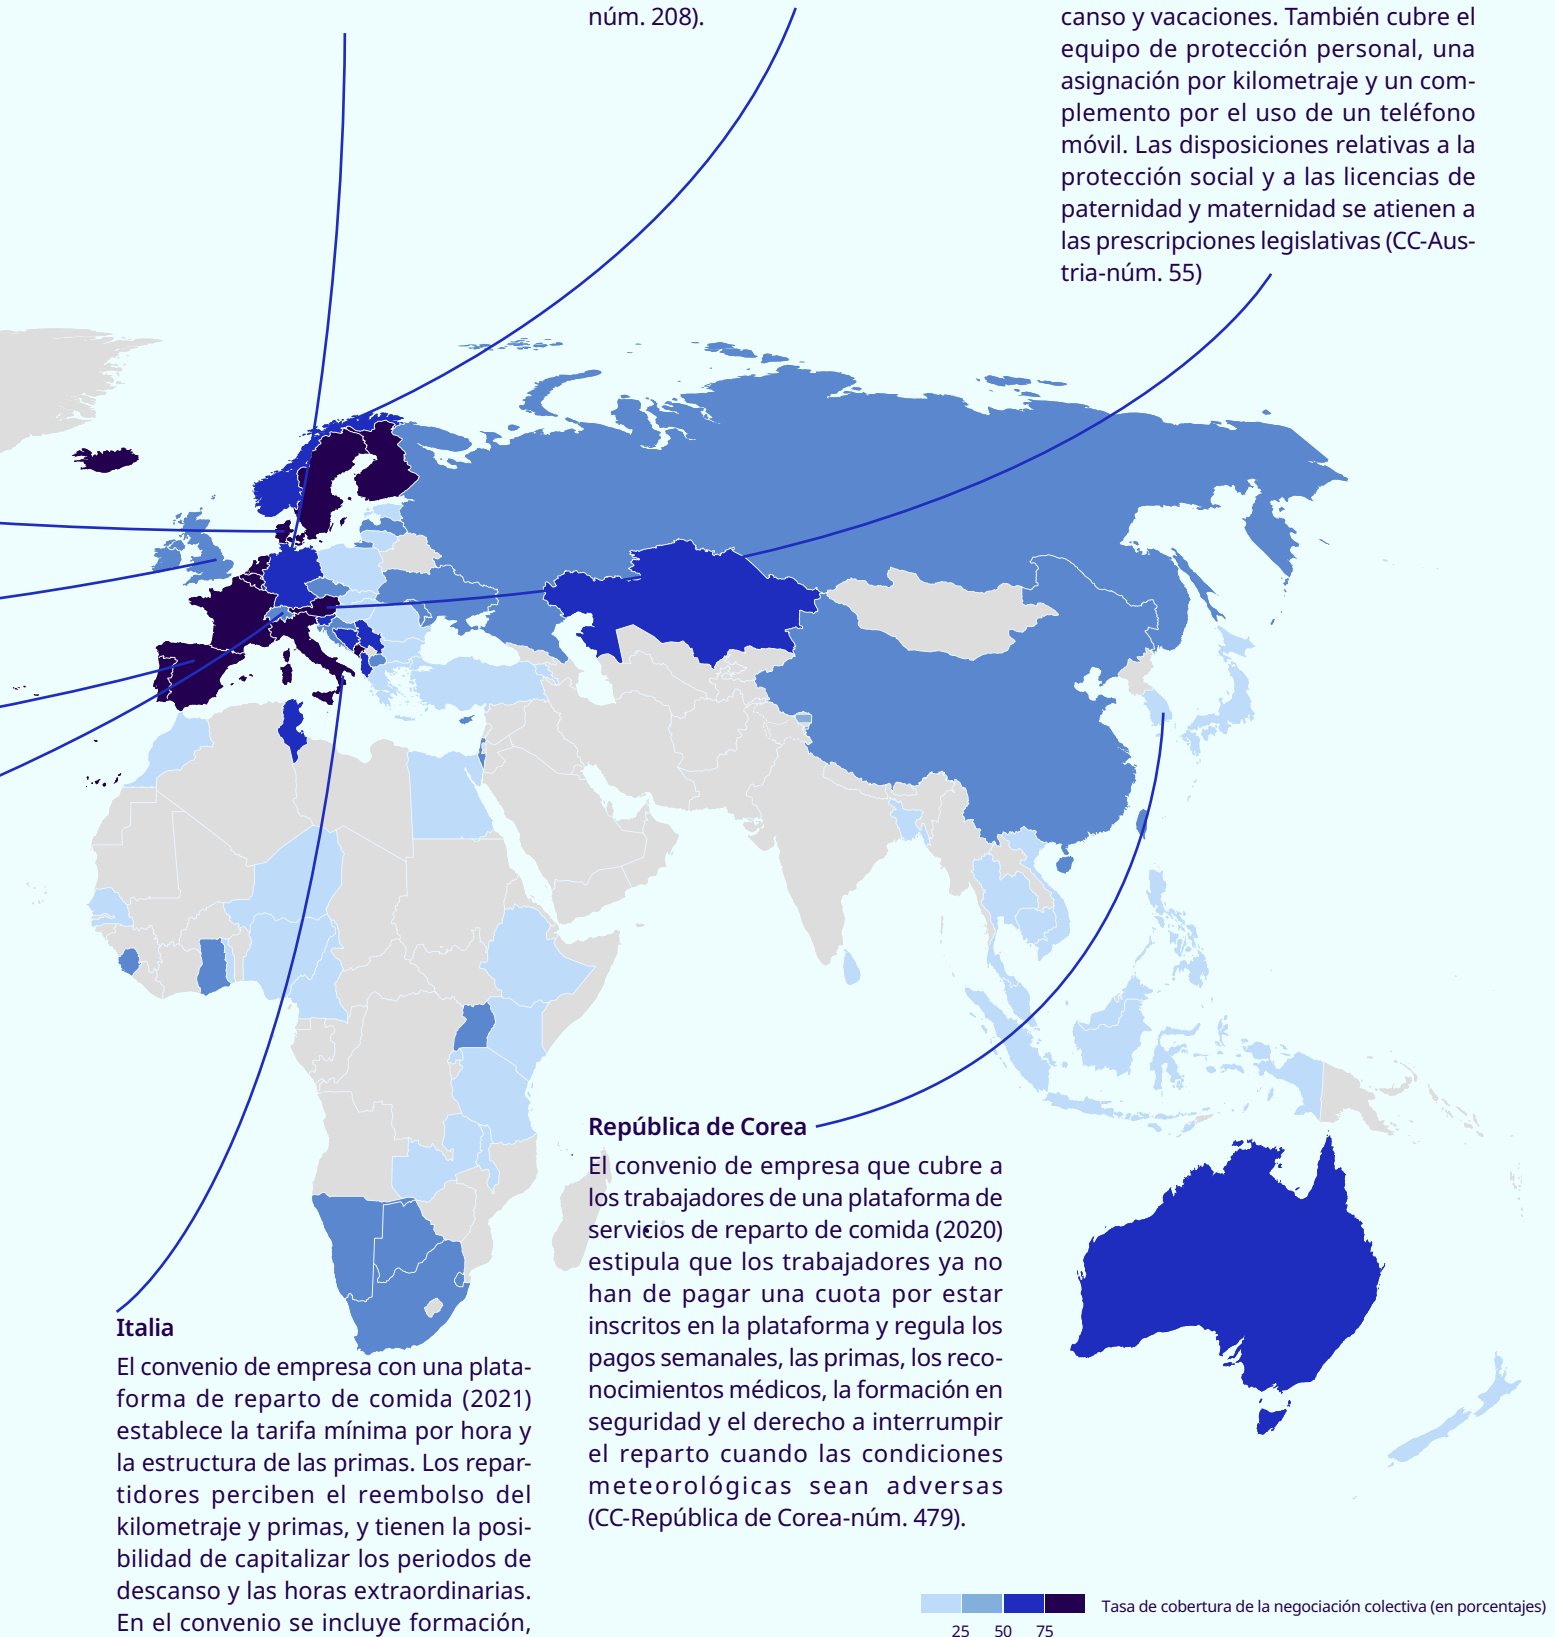 núm. 208).
canso y vacaciones. También cubre el
equipo de protección personal, una
asignación por kilometraje y un com-
plemento por el uso de un teléfono
móvil. Las disposiciones relativas a la
protección social y a las licencias de
paternidad y maternidad se atienen a
las prescripciones legislativas (CC-Aus-
tria-núm. 55)
República de Corea
El convenio de empresa que cubre a
los trabajadores de una plataforma de
servicios de reparto de comida (2020)
estipula que los trabajadores ya no
han de pagar una cuota por estar
inscritos en la plataforma y regula los
pagos semanales, las primas, los reco-
nocimientos médicos, la formación en
seguridad y el derecho a interrumpir
el reparto cuando las condiciones
meteorológicas sean adversas
(CC-República de Corea-núm. 479).
Italia
El convenio de empresa con una plata-
forma de reparto de comida (2021)
establece la tarifa mínima por hora y
la estructura de las primas. Los repar-
tidores perciben el reembolso del
kilometraje y primas, y tienen la posi-
bilidad de capitalizar los periodos de
descanso y las horas extraordinarias.
En el convenio se incluye formación,
Tasa de cobertura de la negociación colectiva (en porcentajes)
25 50 75